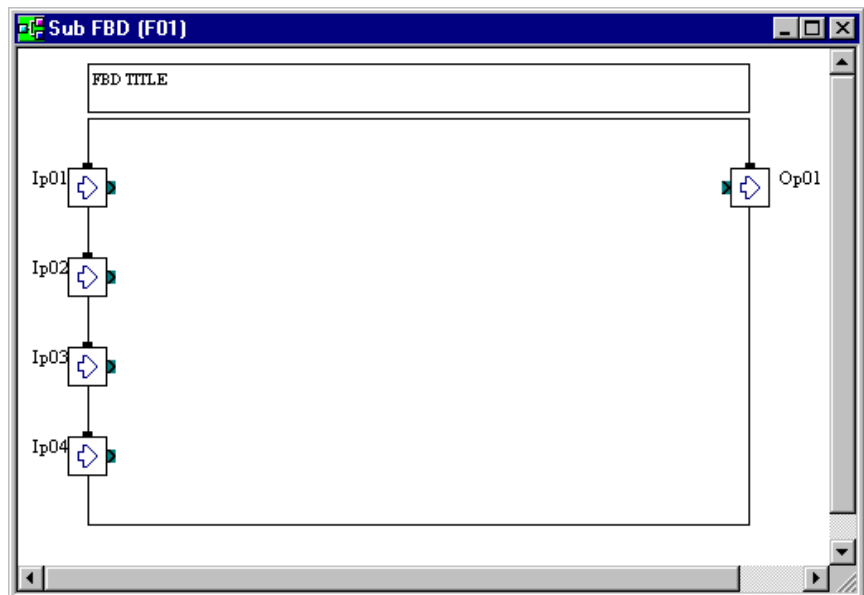 Sub FBD (F01)
FBD TITLE
Ip01
Op01
Ip02
Ip03
Ip04